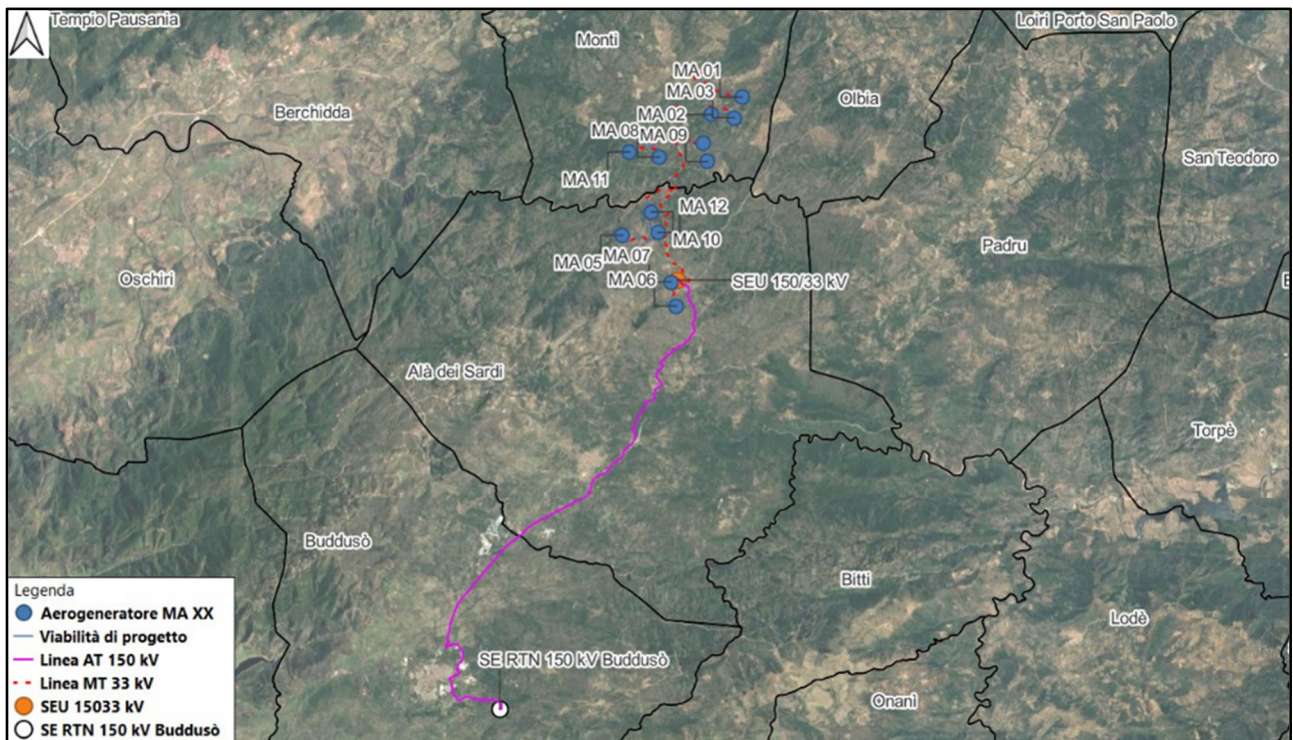 Tempio Pausania
Loiri Porto San Paolo
Monti
MA 01
MA 03
Olbia
Berchidda
MA 02
MA 08
MA 09
San Teodoro
MA 11
MA 12
MA 10
Padru
MA 07
MA 05
Oschiri
MA 06
SEU 150/33 kV
Alà dei Sardi
Torpè
Buddusò
Bitti
Lodè
SE RTN 150 kV Buddusò
Onanì
Legenda
Aerogeneratore MA XX
Viabilità di progetto
Linea AT 150 kV
Linea MT 33 kV
SEU 15033 kV
SE RTN 150 kV Buddusò